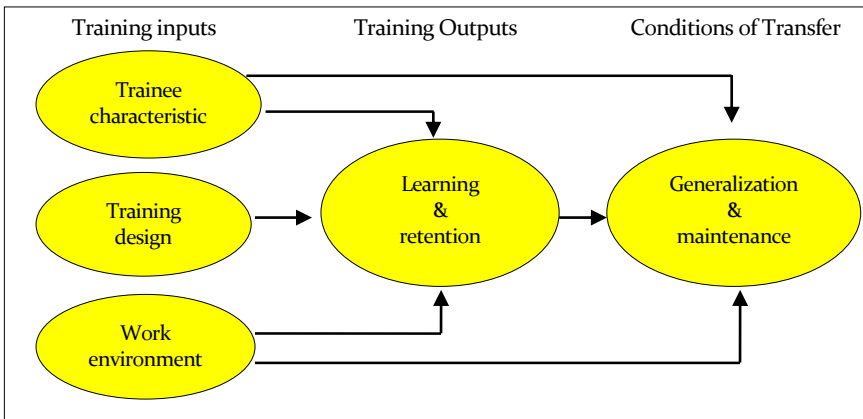 Training inputs
Training Outputs
Conditions of Transfer
Trainee
characteristic
Training
design
Work
environment
Learning
&
retention
Generalization
&
maintenance